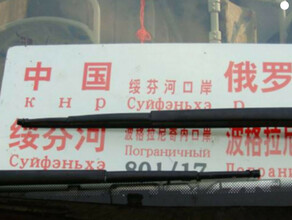 中国 绥芬河口岸 俄罗
кнр Суйфэньхэ р
绥芬河 波格拉尼奇内口岸 波格拉尼
Суйфэньхэ Пограничный Погран
801/17